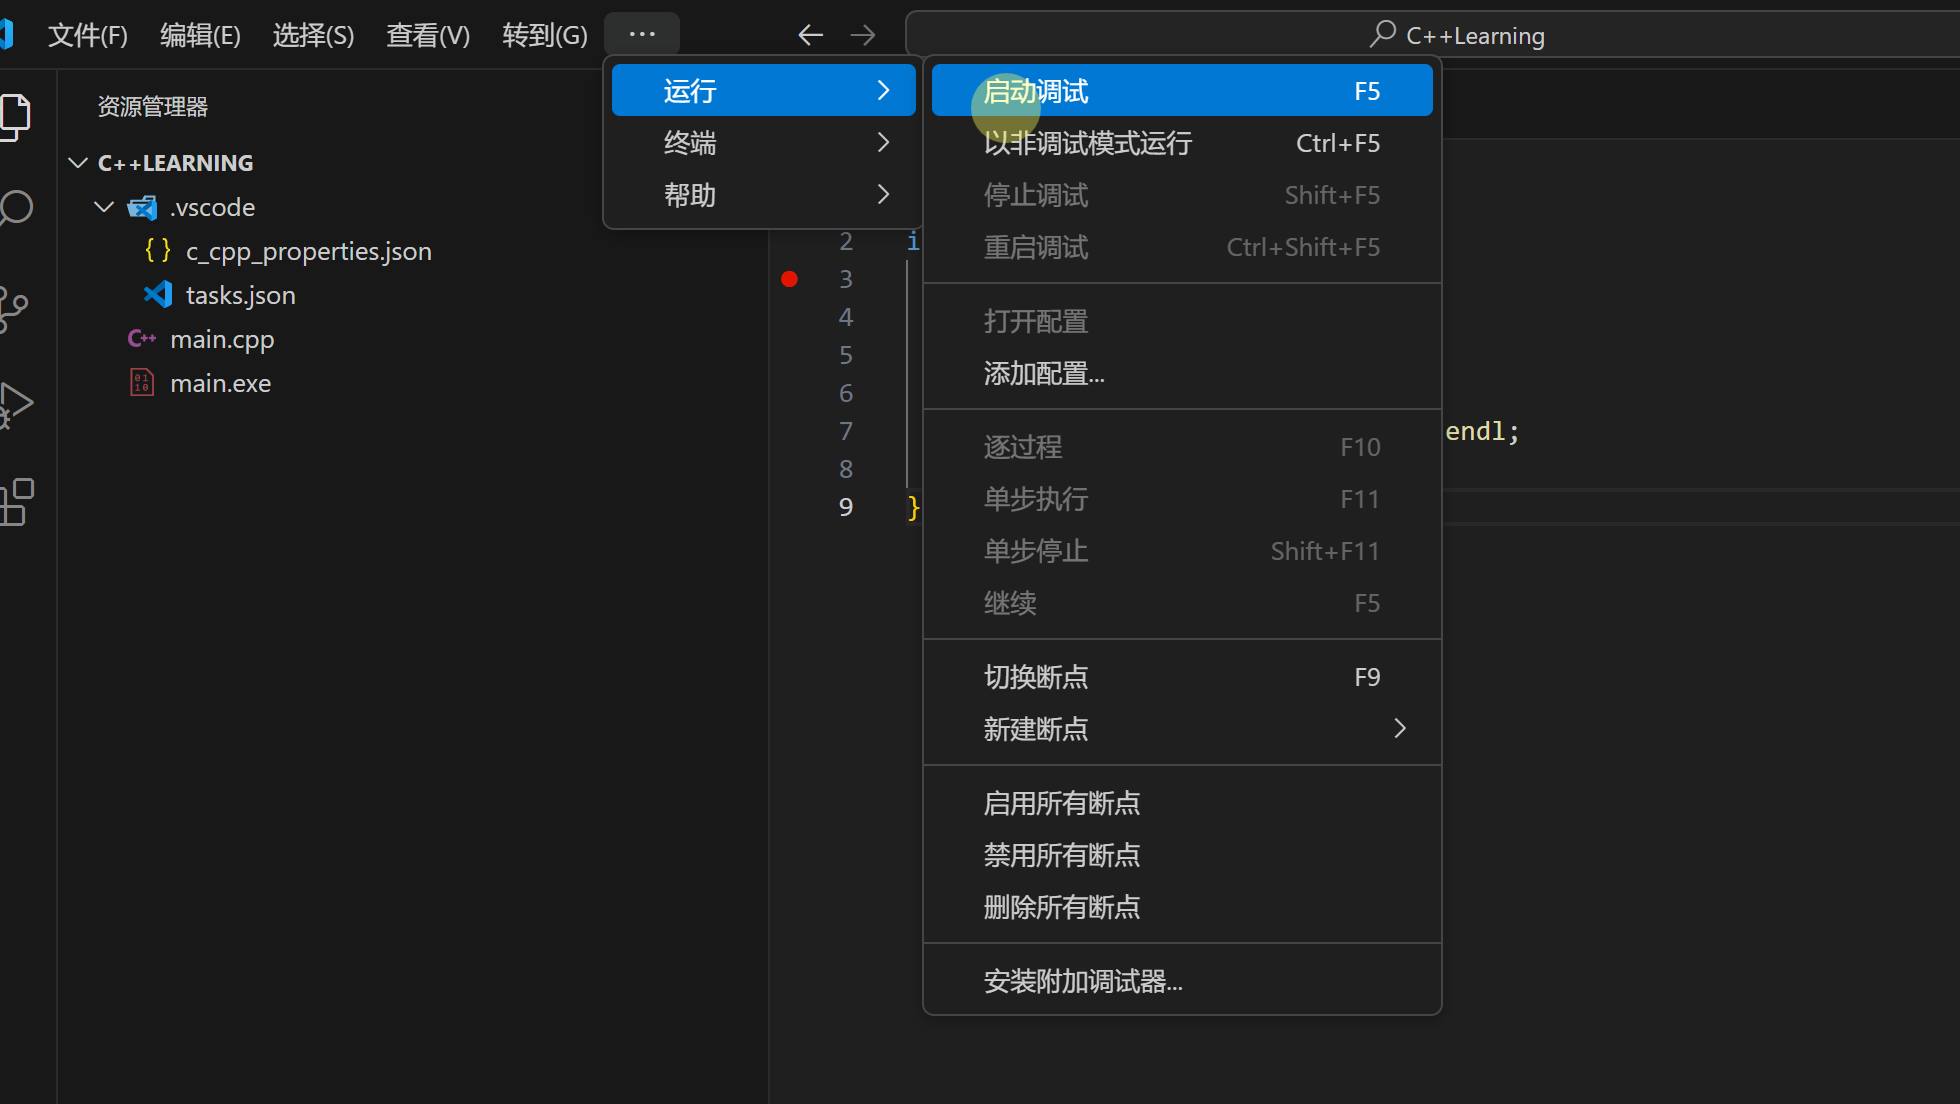 文件(F) 编辑(E) 选择(S) 查看(V) 转到(G) ··· C++Learning
资源管理器
C++LEARNING
.vscode
c_cpp_properties.json
tasks.json
main.cpp
main.exe
运行
终端
帮助
启动调试 F5
以非调试模式运行 Ctrl+F5
停止调试 Shift+F5
重启调试 Ctrl+Shift+F5
打开配置
添加配置...
逐过程 F10
单步执行 F11
单步停止 Shift+F11
继续 F5
切换断点 F9
新建断点
启用所有断点
禁用所有断点
删除所有断点
安装附加调试器...
2 i
3
4
5
6
7 endl;
8
9 }